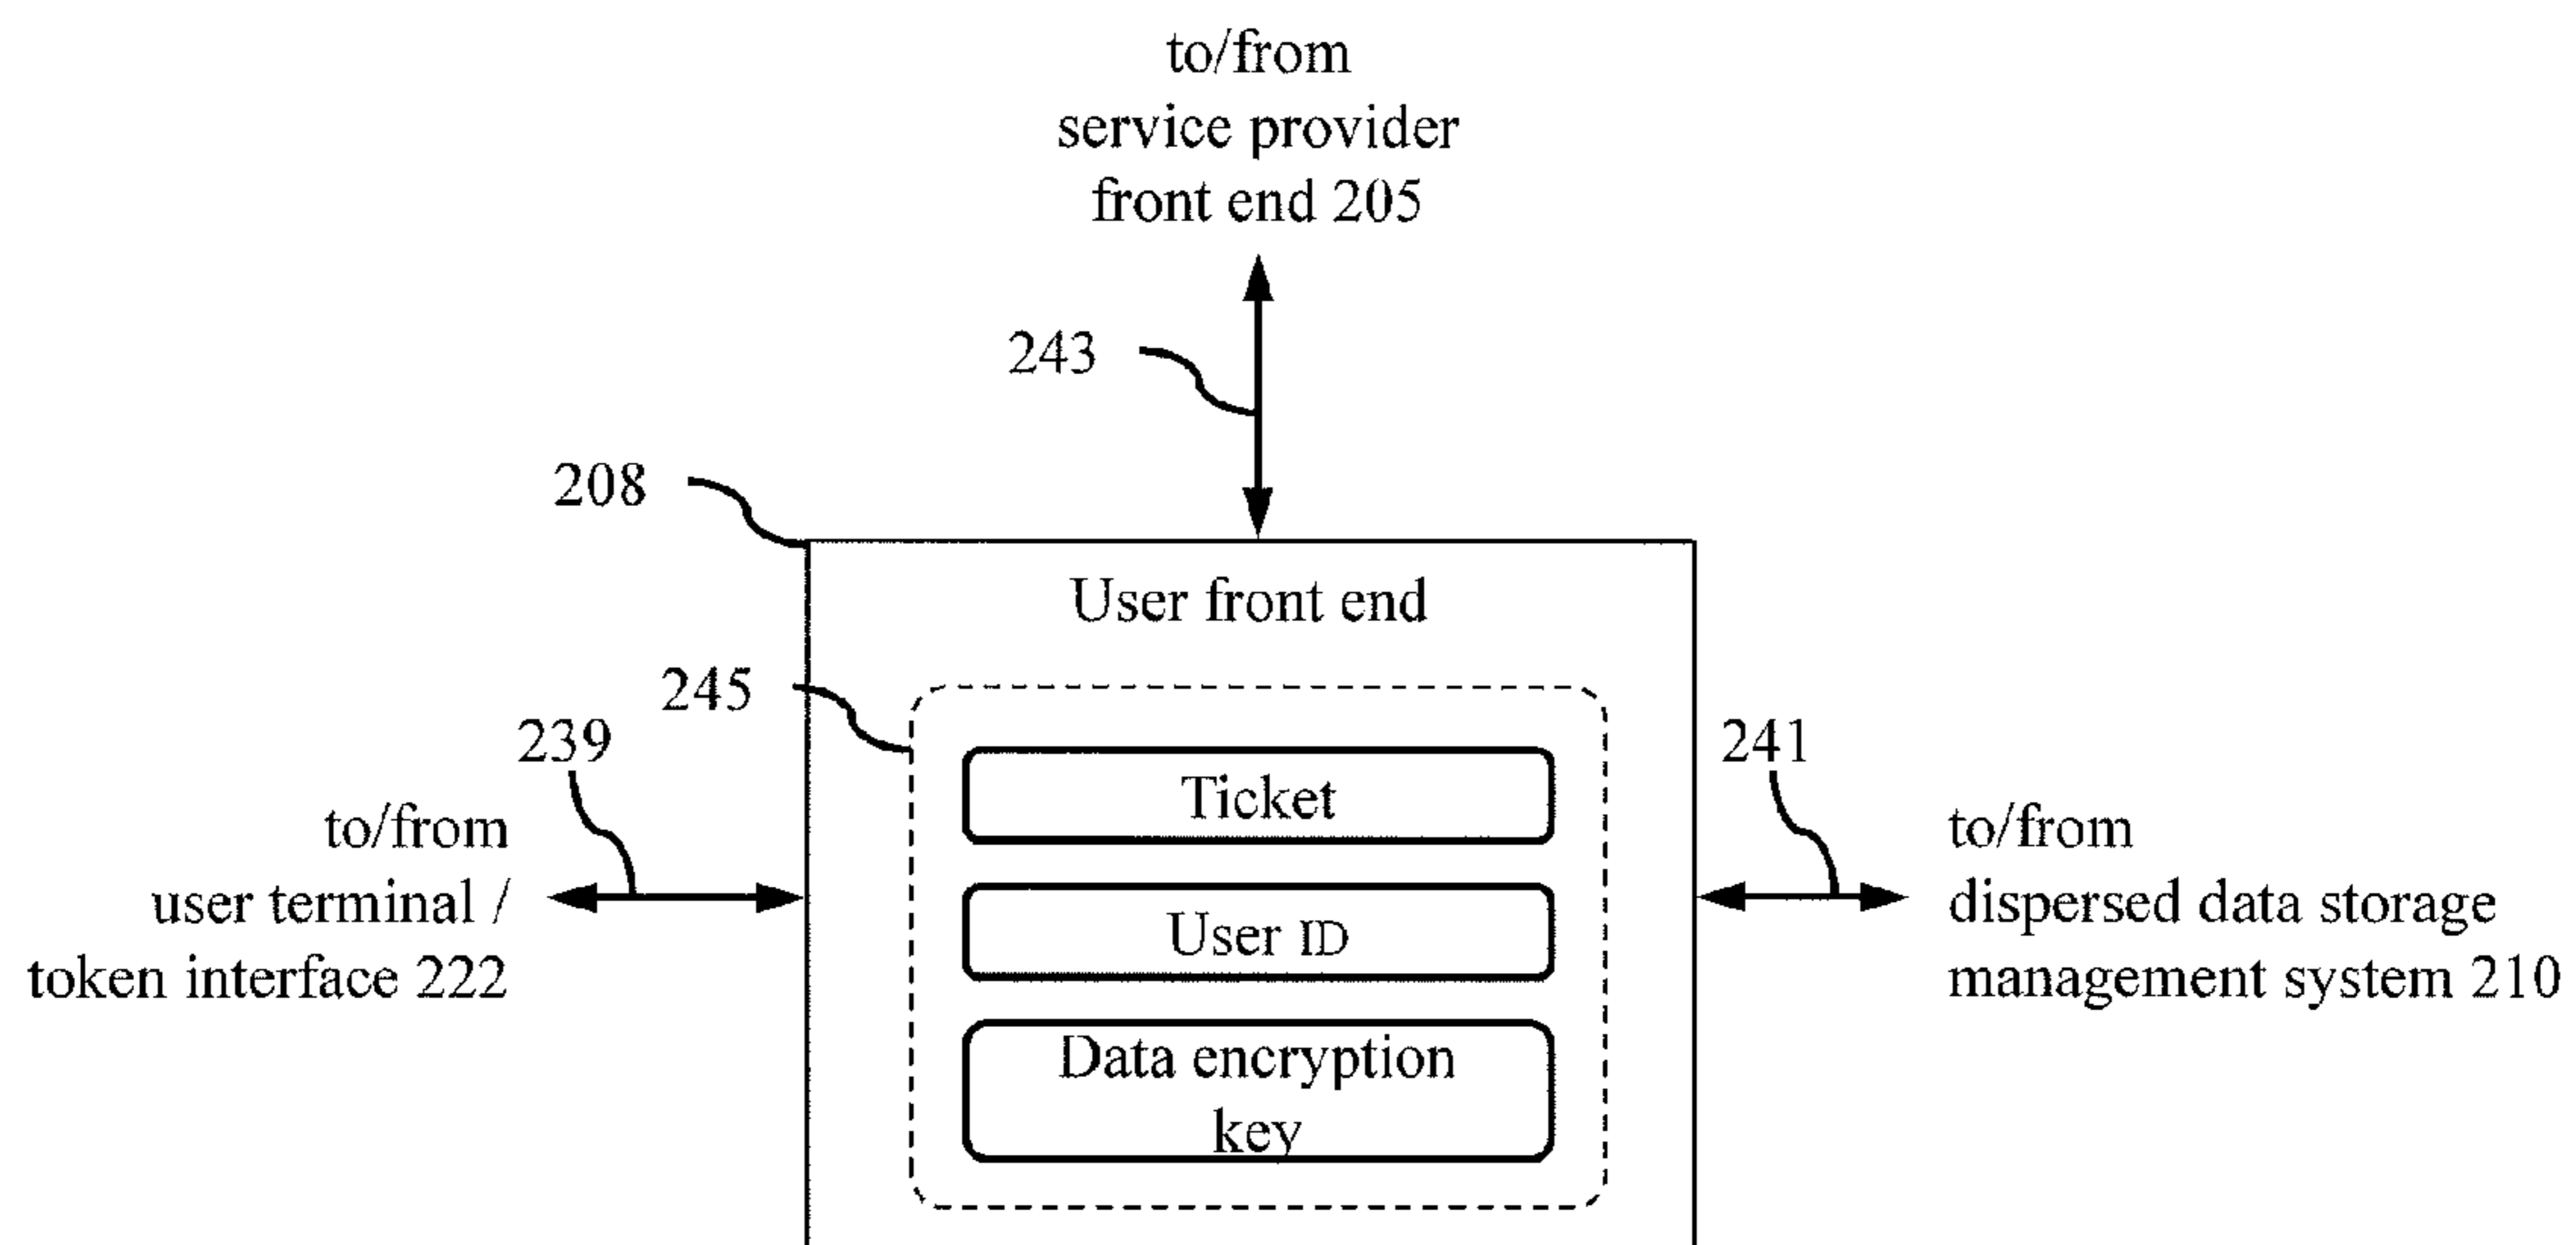 to/from
service provider
front end 205
243
208
User front end
245
239
241
Ticket
to/from
user terminal /
token interface 222
to/from
dispersed data storage
management system 210
User ID
Data encryption
key